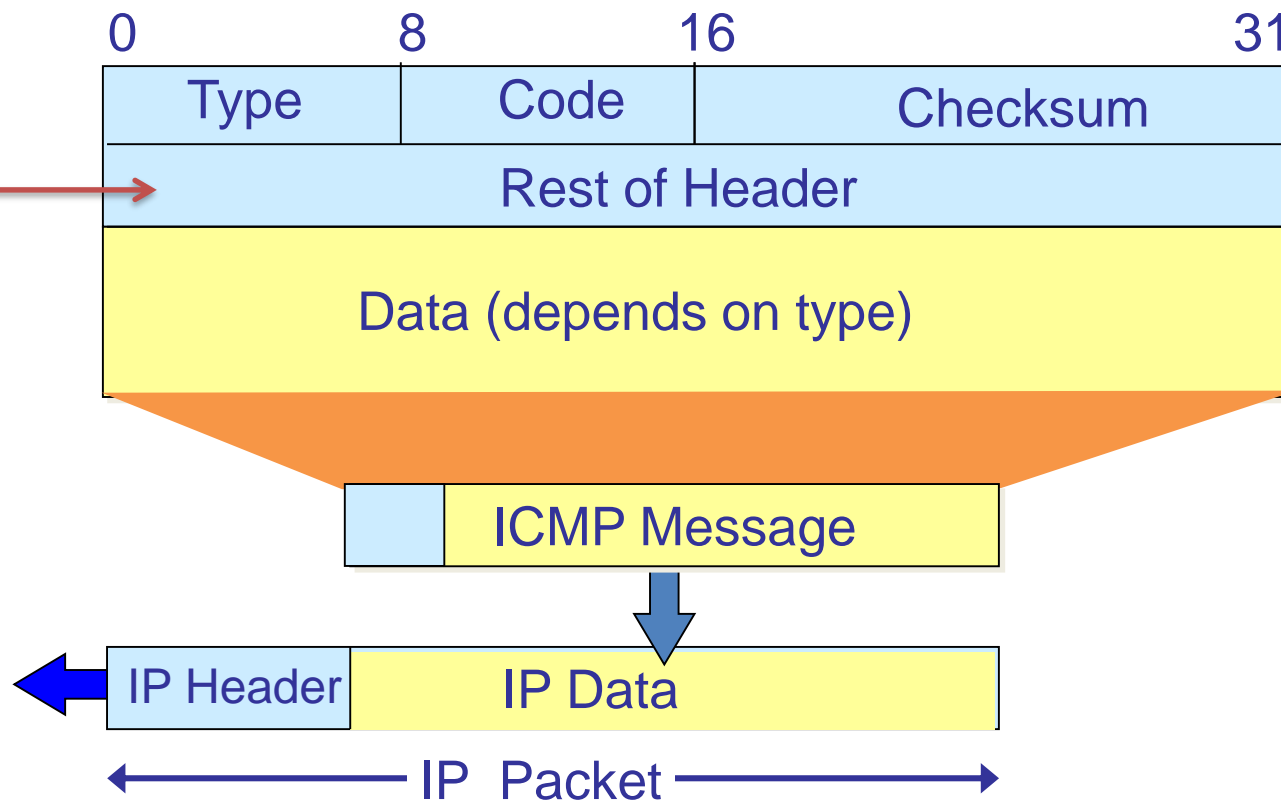 0 8 16 31
Type Code Checksum
Rest of Header
Data (depends on type)
ICMP Message
IP Header IP Data
IP Packet